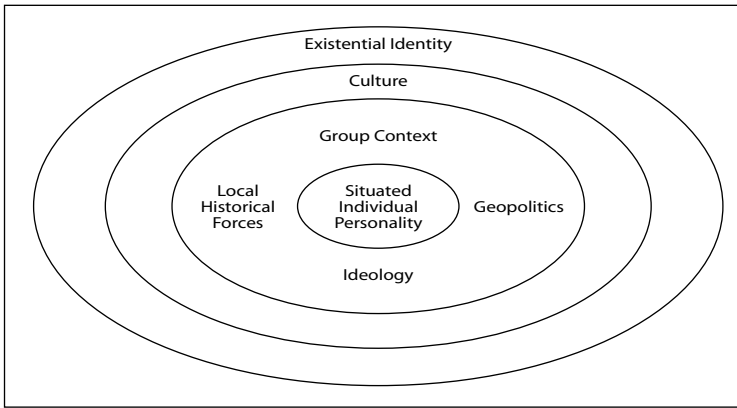 Existential Identity
Culture
Group Context
Local
Historical
Forces
Situated
Individual
Personality
Geopolitics
Ideology